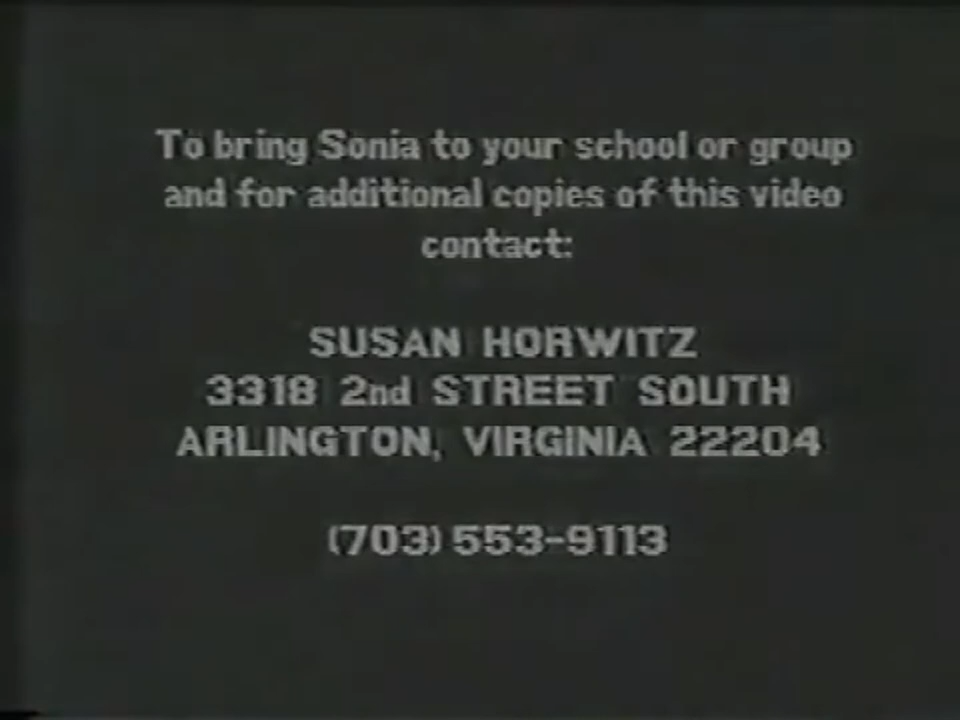 To bring Sonia to your school or group
and for additional copies of this video
contact:
SUSAN HORWITZ
3318 2nd STREET SOUTH
ARLINGTON, VIRGINIA 22204
(703) 553-9113